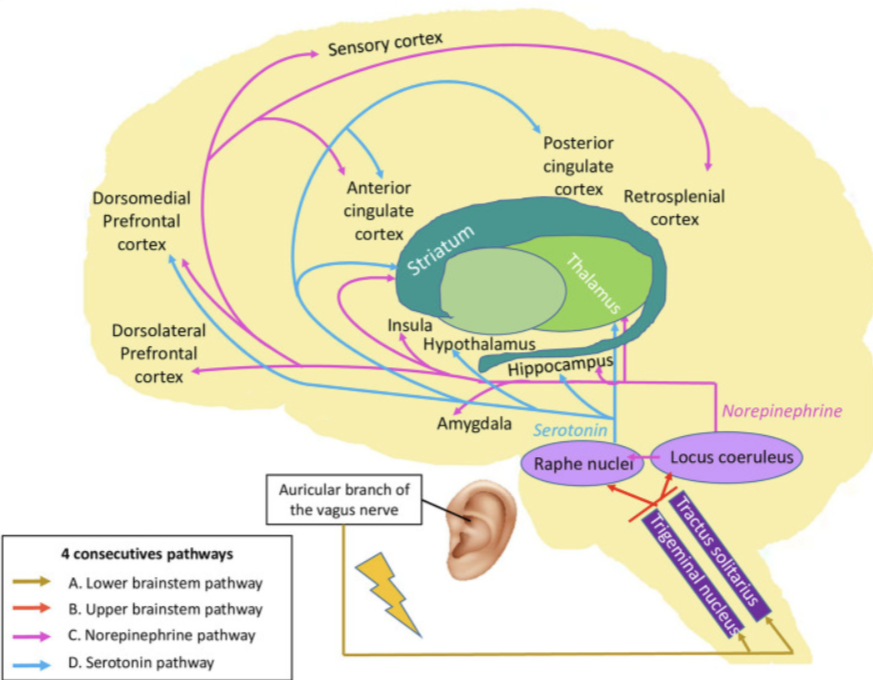 Sensory cortex
Posterior
cingulate
cortex
Anterior
cingulate
cortex
Retrosplenial
cortex
Dorsomedial
Prefrontal
cortex
Striatum
Thalamus
Dorsolateral
Prefrontal
cortex
Insula
Hypothalamus
Hippocampus
Amygdala
Serotonin
Norepinephrine
Raphe nuclei
Locus coeruleus
Auricular branch of
the vagus nerve
Tractus solitarius
Trigeminal nucleus
4 consecutives pathways
A. Lower brainstem pathway
B. Upper brainstem pathway
C. Norepinephrine pathway
D. Serotonin pathway